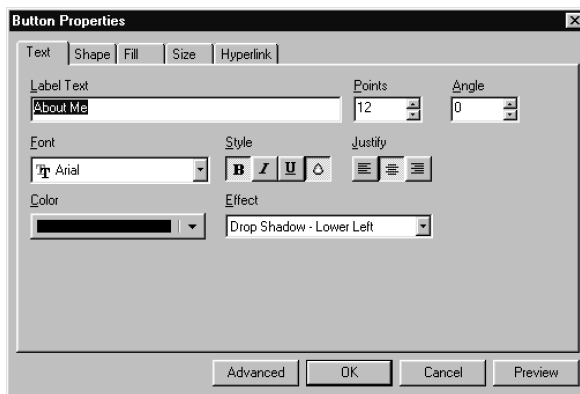 Button Properties
Text Shape Fill Size Hyperlink
Label Text Points Angle
About Me 12 0
Font Style Justify
Arial B I U
Color Effect
Drop Shadow - Lower Left
Advanced OK Cancel Preview